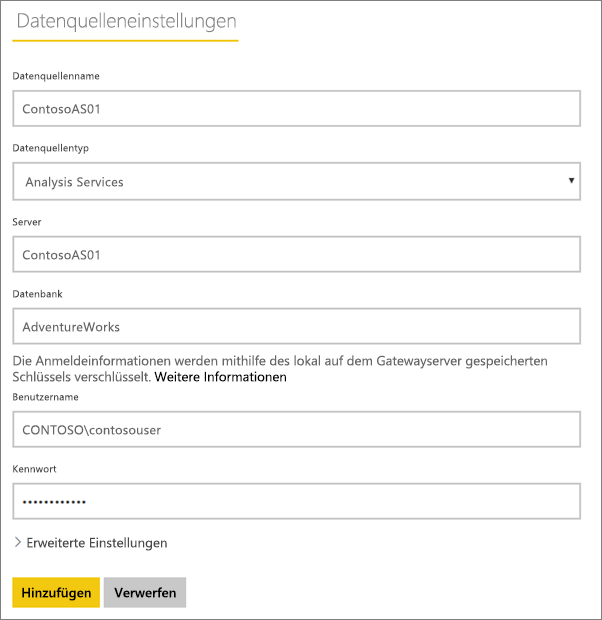 Datenquelleneinstellungen
Datenquellenname
ContosoAS01
Datenquellentyp
Analysis Services
Server
ContosoAS01
Datenbank
AdventureWorks
Die Anmeldeinformationen werden mithilfe des lokal auf dem Gatewayserver gespeicherten
Schlüssels verschlüsselt. Weitere Informationen
Benutzername
CONTOSO\contosouser
Kennwort
••••••••••••
Erweiterte Einstellungen
Hinzufügen Verwerfen